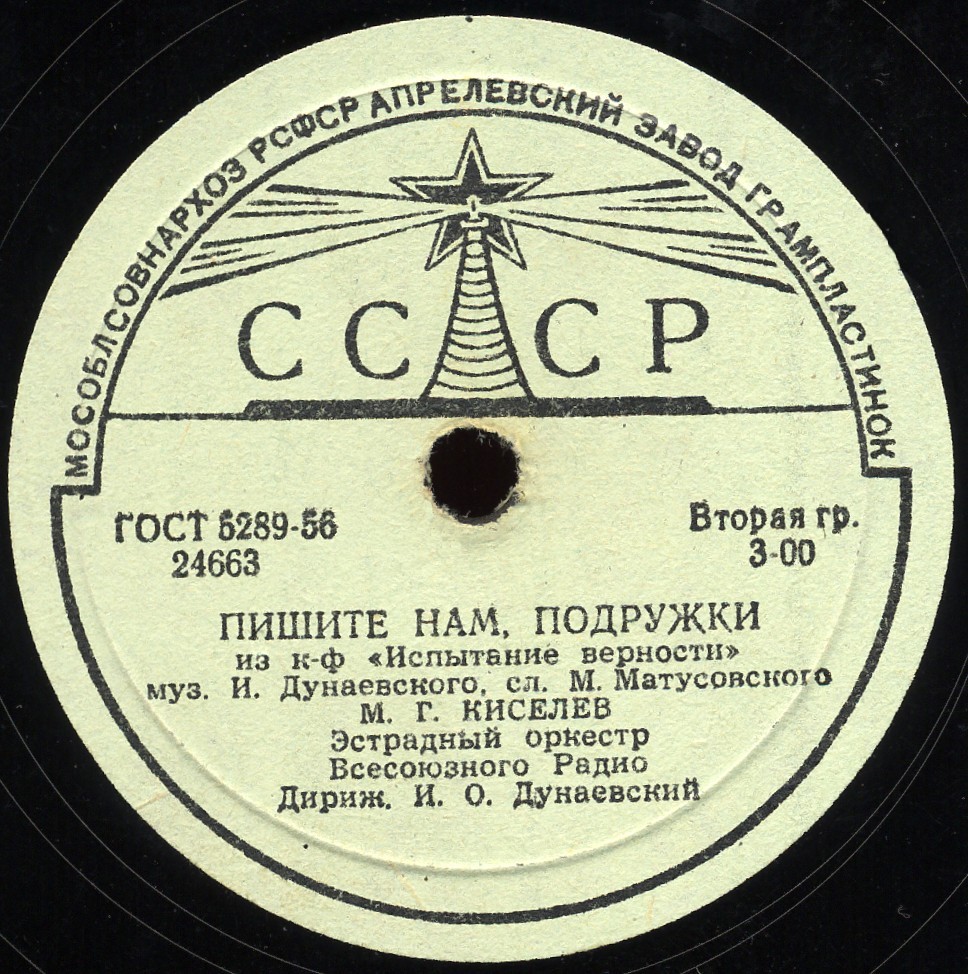 МОСОБЛСОВНАРХОЗ РСФСР АПРЕЛЕВСКИЙ ЗАВОД ГРАМПЛАСТИНОК
СССР
ГОСТ 5289-56
24663
Вторая гр.
3-00
ПИШИТЕ НАМ, ПОДРУЖКИ
из к-ф «Испытание верности»
муз. И. Дунаевского, сл. М. Матусовского
М. Г. КИСЕЛЕВ
Эстрадный оркестр
Всесоюзного Радио
Дириж. И. О. Дунаевский